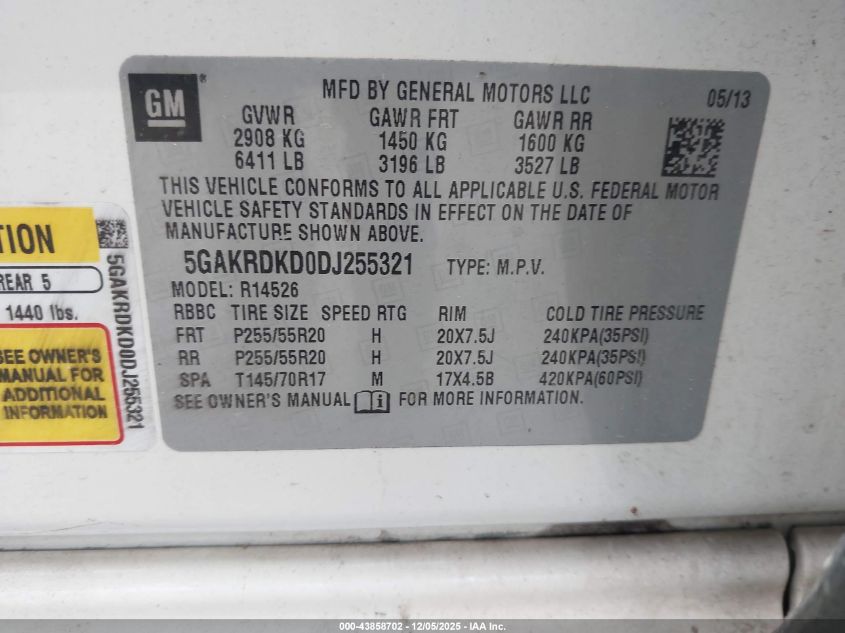 GM ®
MFD BY GENERAL MOTORS LLC 05/13
GVWR GAWR FRT GAWR RR
2908 KG 1450 KG 1600 KG
6411 LB 3196 LB 3527 LB
THIS VEHICLE CONFORMS TO ALL APPLICABLE U.S. FEDERAL MOTOR
VEHICLE SAFETY STANDARDS IN EFFECT ON THE DATE OF
MANUFACTURE SHOWN ABOVE.
5GAKRDKD0DJ255321 TYPE: M.P.V.
MODEL: R14526
RBBC TIRE SIZE SPEED RTG RIM COLD TIRE PRESSURE
FRT P255/55R20 H 20X7.5J 240KPA(35PSI)
RR P255/55R20 H 20X7.5J 240KPA(35PSI)
SPA T145/70R17 M 17X4.5B 420KPA(60PSI)
SEE OWNER'S MANUAL i FOR MORE INFORMATION.
TION
REAR 5
1440 lbs.
SEE OWNER'S
MANUAL FOR
ADDITIONAL
INFORMATION
5GAKRDKD0DJ255321
000-43858702 - 12/05/2025 - IAA Inc.